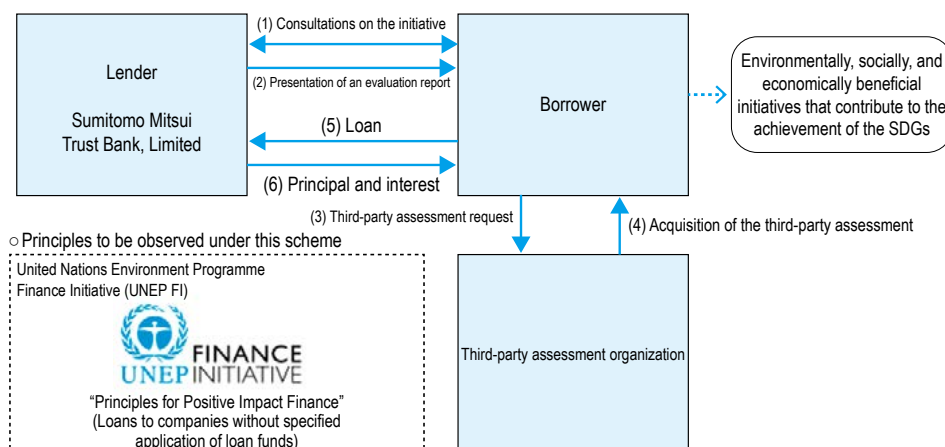 (1) Consultations on the initiative
Lender
Sumitomo Mitsui
Trust Bank, Limited
(2) Presentation of an evaluation report
Borrower
(5) Loan
(6) Principal and interest
Environmentally, socially, and
economically beneficial
initiatives that contribute to the
achievement of the SDGs
(3) Third-party assessment request
(4) Acquisition of the third-party assessment
○ Principles to be observed under this scheme
United Nations Environment Programme
Finance Initiative (UNEP FI)
FINANCE
UNEP INITIATIVE
“Principles for Positive Impact Finance”
(Loans to companies without specified
application of loan funds)
Third-party assessment organization